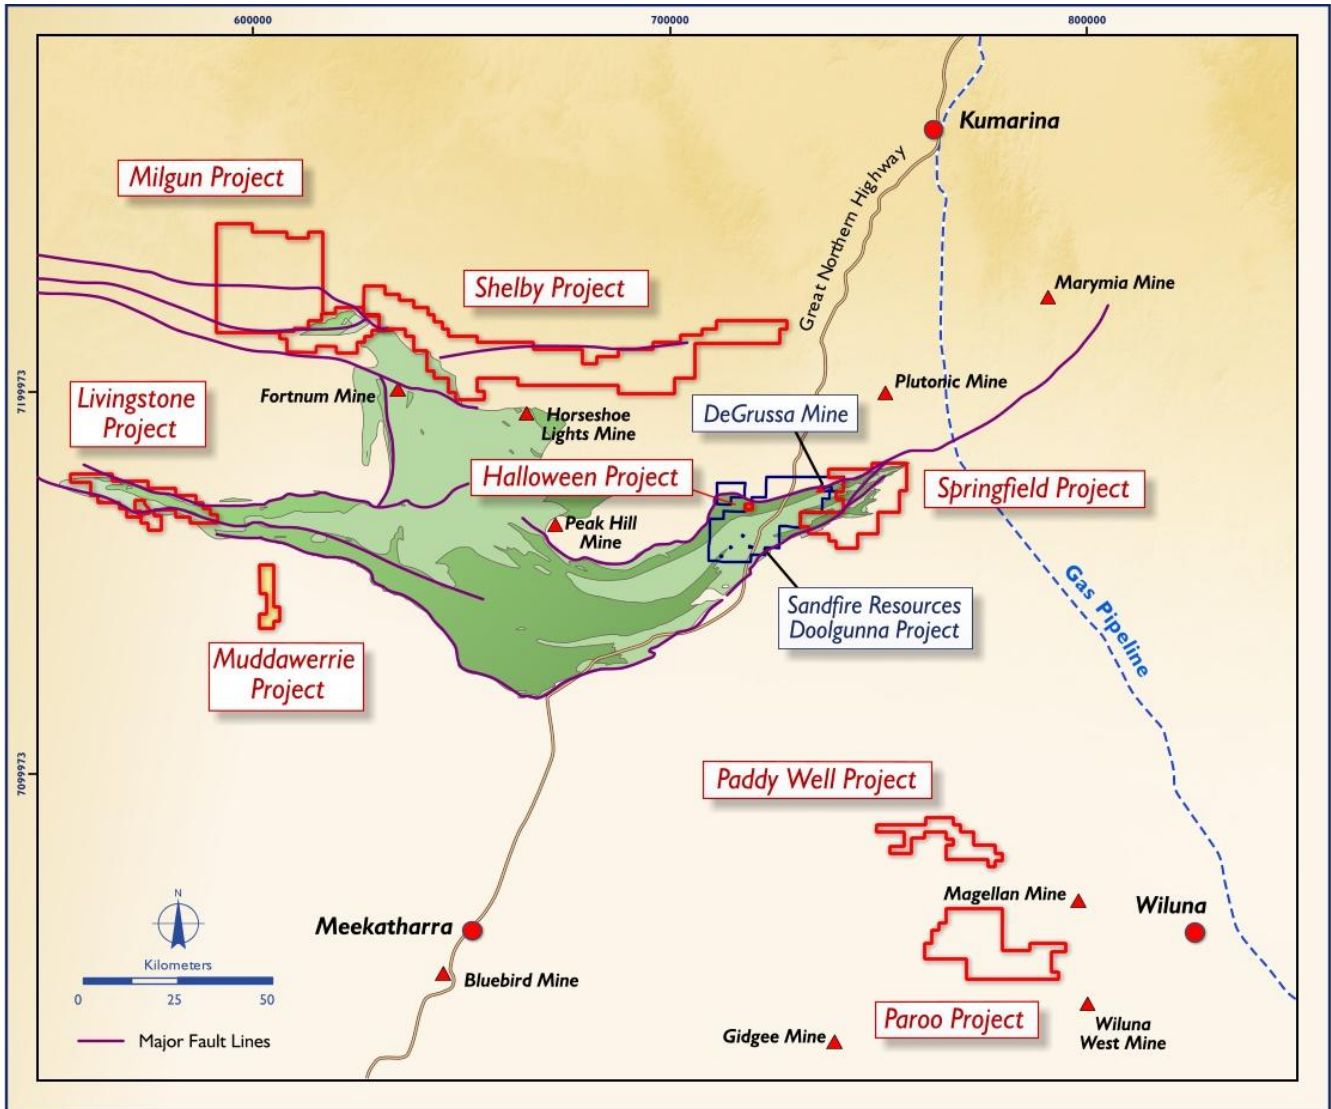 600000
700000
800000
Kumarina
Great Northern Highway
Milgun Project
Shelby Project
Marymia Mine
7199973
Plutonic Mine
Fortnum Mine
Livingstone
Project
DeGrussa Mine
Horseshoe
Lights Mine
Halloween Project
Springfield Project
Peak Hill
Mine
Gas Pipeline
Sandfire Resources
Doolgunna Project
Muddawerrie
Project
7099973
Paddy Well Project
Magellan Mine
Wiluna
N
Meekatharra
Kilometers
0
25
50
Bluebird Mine
Paroo Project
Wiluna
West Mine
Gidgee Mine
Major Fault Lines